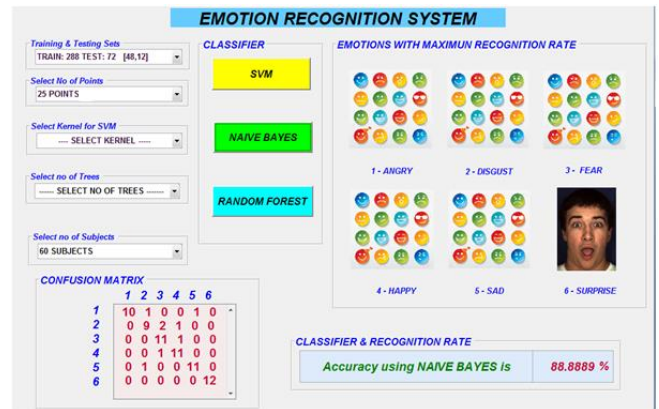 EMOTION RECOGNITION SYSTEM
Training & Testing Sets
TRAIN: 288 TEST: 72 [48,12]
Select No of Points
25 POINTS
Select Kernel for SVM
---- SELECT KERNEL ----
Select no of Trees
----- SELECT NO OF TREES -----
Select no of Subjects
60 SUBJECTS
CLASSIFIER
SVM
NAIVE BAYES
RANDOM FOREST
EMOTIONS WITH MAXIMUN RECOGNITION RATE
1 - ANGRY
2 - DISGUST
3 - FEAR
4 - HAPPY
5 - SAD
6 - SURPRISE
CONFUSION MATRIX
1 2 3 4 5 6
1 10 1 0 0 1 0
2 0 9 2 1 0 0
3 0 0 11 1 0 0
4 0 0 1 11 0 0
5 0 1 0 0 11 0
6 0 0 0 0 0 12
CLASSIFIER & RECOGNITION RATE
Accuracy using NAIVE BAYES is 88.8889 %